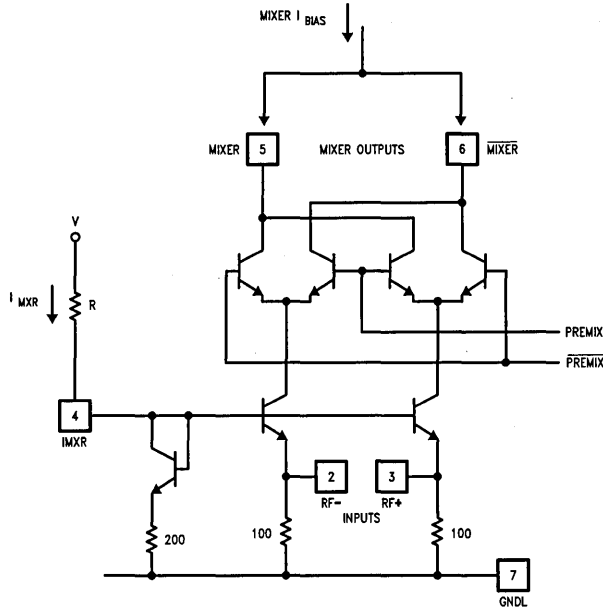 MIXER I BIAS
MIXER 5 MIXER OUTPUTS 6 MIXER
V
I MXR R
PREMIX
PREMIX
4
IMXR
2 3
RF- RF+
INPUTS
200 100 100
7
GNDL